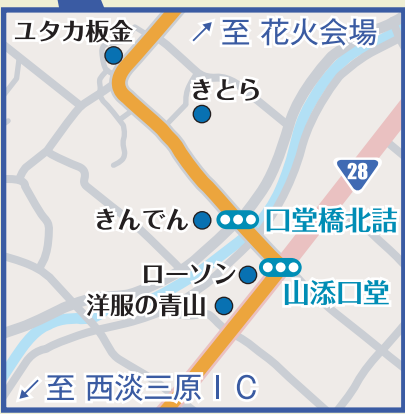 ユタカ板金
↗至 花火会場
きとら
28
きんでん
口堂橋北詰
ローソン
山添口堂
洋服の青山
↙至 西淡三原ＩＣ